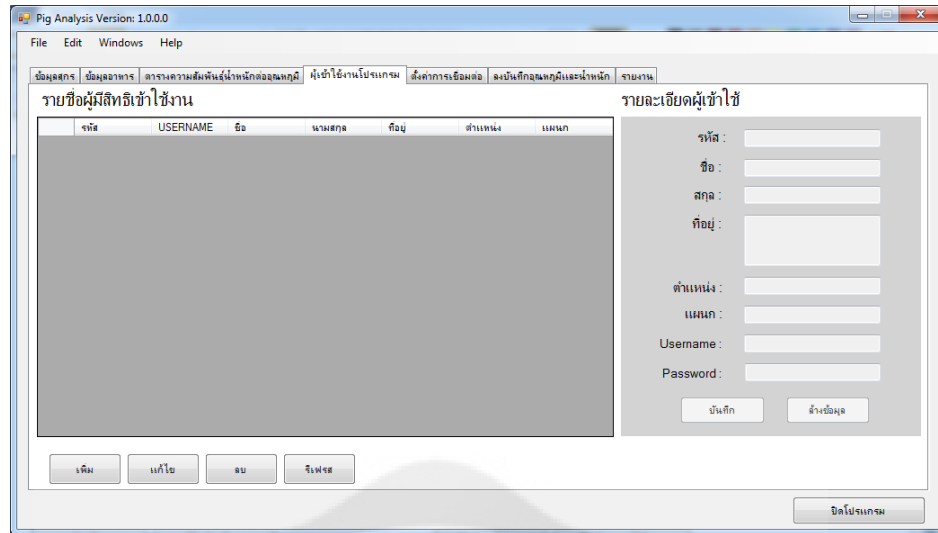 Pig Analysis Version: 1.0.0.0
File Edit Windows Help
ข้อมูลสุกร ข้อมูลอาหาร ตารางความสัมพันธ์น้ำหนักต่ออุณหภูมิ ผู้เข้าใช้งานโปรแกรม ตั้งค่าการเชื่อมต่อ ลงบันทึกอุณหภูมิและน้ำหนัก รายงาน
รายชื่อผู้มีสิทธิเข้าใช้งาน
รหัส USERNAME ชื่อ นามสกุล ที่อยู่ ตำแหน่ง แผนก
รายละเอียดผู้เข้าใช้
รหัส :
ชื่อ :
สกุล :
ที่อยู่ :
ตำแหน่ง :
แผนก :
Username :
Password :
บันทึก ล้างข้อมูล
เพิ่ม แก้ไข ลบ รีเฟรส
ปิดโปรแกรม